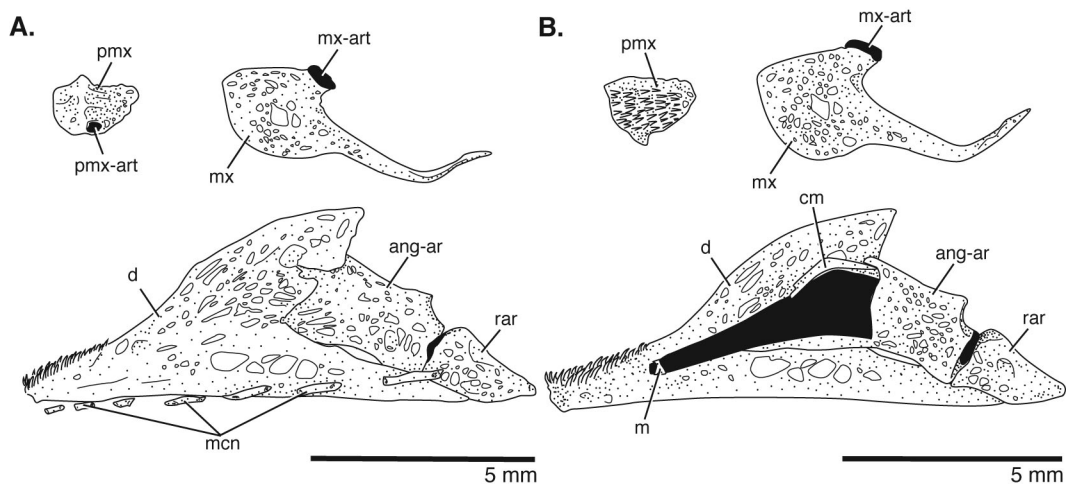 A.
pmx
pmx-art
mx-art
mx
d
ang-ar
rar
mcn
5 mm
B.
pmx
mx-art
mx
cm
d
ang-ar
rar
m
5 mm